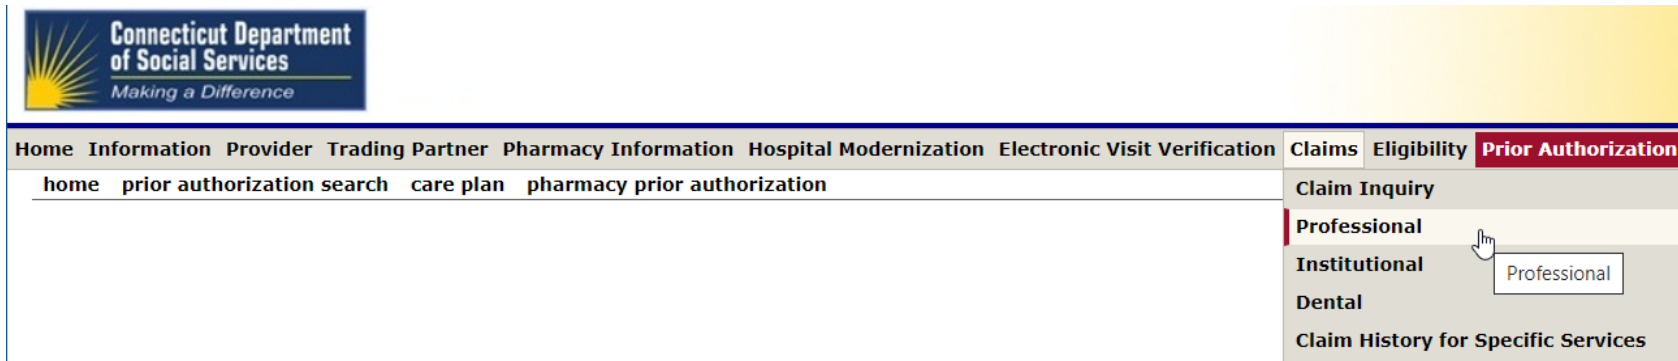 Connecticut Department
of Social Services
Making a Difference
Home Information Provider Trading Partner Pharmacy Information Hospital Modernization Electronic Visit Verification Claims Eligibility Prior Authorization
home prior authorization search care plan pharmacy prior authorization
Claim Inquiry
Professional
Institutional
Professional
Dental
Claim History for Specific Services